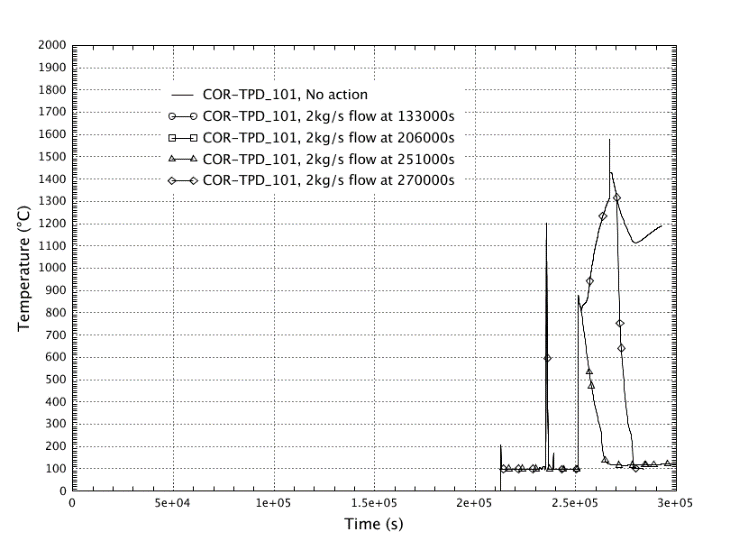 2000
1900
1800
1700
1600
1500
1400
1300
1200
1100
1000
900
800
700
600
500
400
300
200
100
0
Temperature (°C)
COR-TPD_101, No action
COR-TPD_101, 2kg/s flow at 133000s
COR-TPD_101, 2kg/s flow at 206000s
COR-TPD_101, 2kg/s flow at 251000s
COR-TPD_101, 2kg/s flow at 270000s
0 5e+04 1e+05 1.5e+05 2e+05 2.5e+05 3e+05
Time (s)